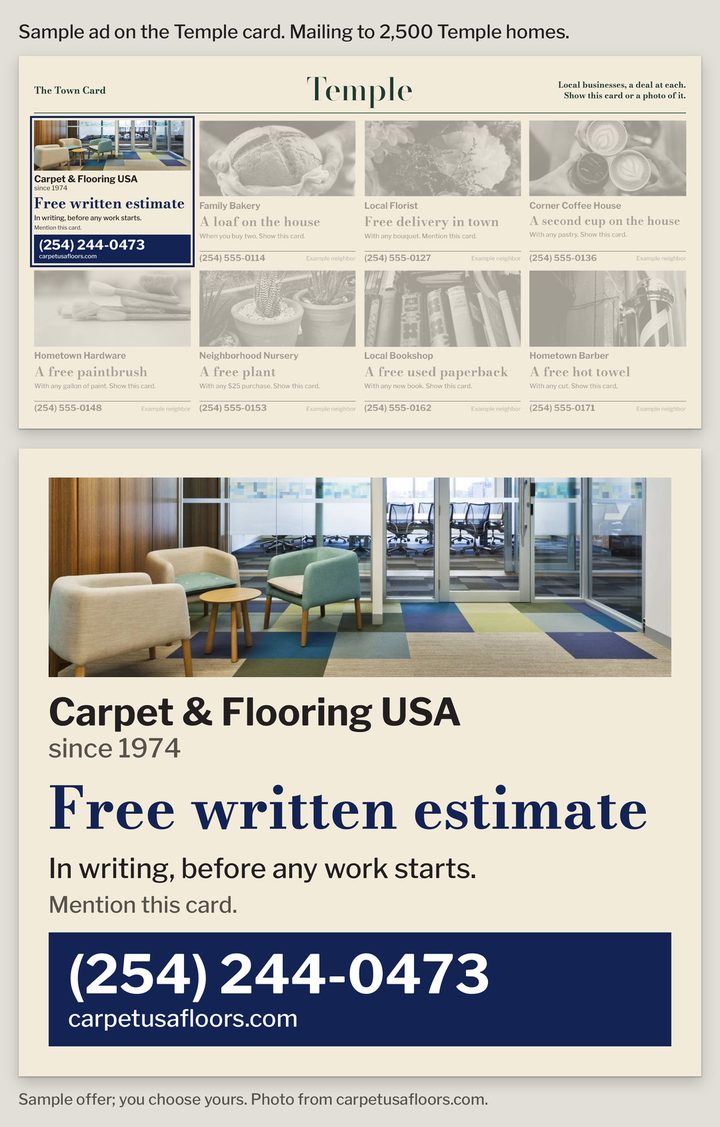 Sample ad on the Temple card. Mailing to 2,500 Temple homes.
The Town Card
Temple
Local businesses, a deal at each.
Show this card or a photo of it.
Carpet & Flooring USA
since 1974
Free written estimate
In writing, before any work starts.
Mention this card.
(254) 244-0473
carpetusafloors.com
Family Bakery
A loaf on the house
When you buy two. Show this card.
(254) 555-0114
Example neighbor
Local Florist
Free delivery in town
With any bouquet. Mention this card.
(254) 555-0127
Example neighbor
Corner Coffee House
A second cup on the house
With any pastry. Show this card.
(254) 555-0136
Example neighbor
Hometown Hardware
A free paintbrush
With any gallon of paint. Show this card.
(254) 555-0148
Example neighbor
Neighborhood Nursery
A free plant
With any $25 purchase. Show this card.
(254) 555-0153
Example neighbor
Local Bookshop
A free used paperback
With any new book. Show this card.
(254) 555-0162
Example neighbor
Hometown Barber
A free hot towel
With any cut. Show this card.
(254) 555-0171
Example neighbor
Carpet & Flooring USA
since 1974
Free written estimate
In writing, before any work starts.
Mention this card.
(254) 244-0473
carpetusafloors.com
Sample offer; you choose yours. Photo from carpetusafloors.com.